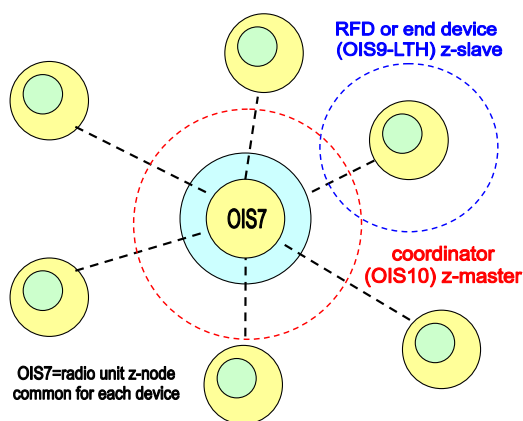 RFD or end device
(OIS9-LTH) z-slave
OIS7
coordinator
(OIS10) z-master
OIS7=radio unit z-node
common for each device